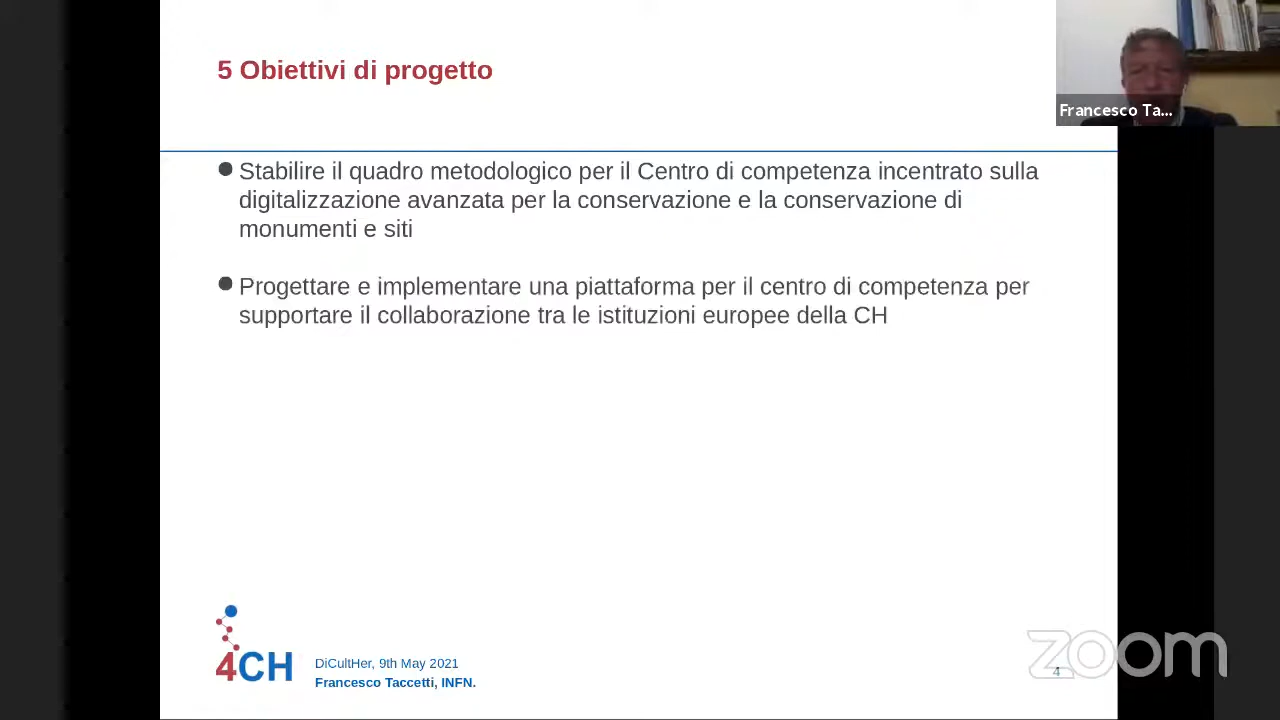 5 Obiettivi di progetto
Francesco Ta...
Stabilire il quadro metodologico per il Centro di competenza incentrato sulla
digitalizzazione avanzata per la conservazione e la conservazione di
monumenti e siti
Progettare e implementare una piattaforma per il centro di competenza per
supportare il collaborazione tra le istituzioni europee della CH
4CH
DiCultHer, 9th May 2021
Francesco Taccetti, INFN.
4
zoom